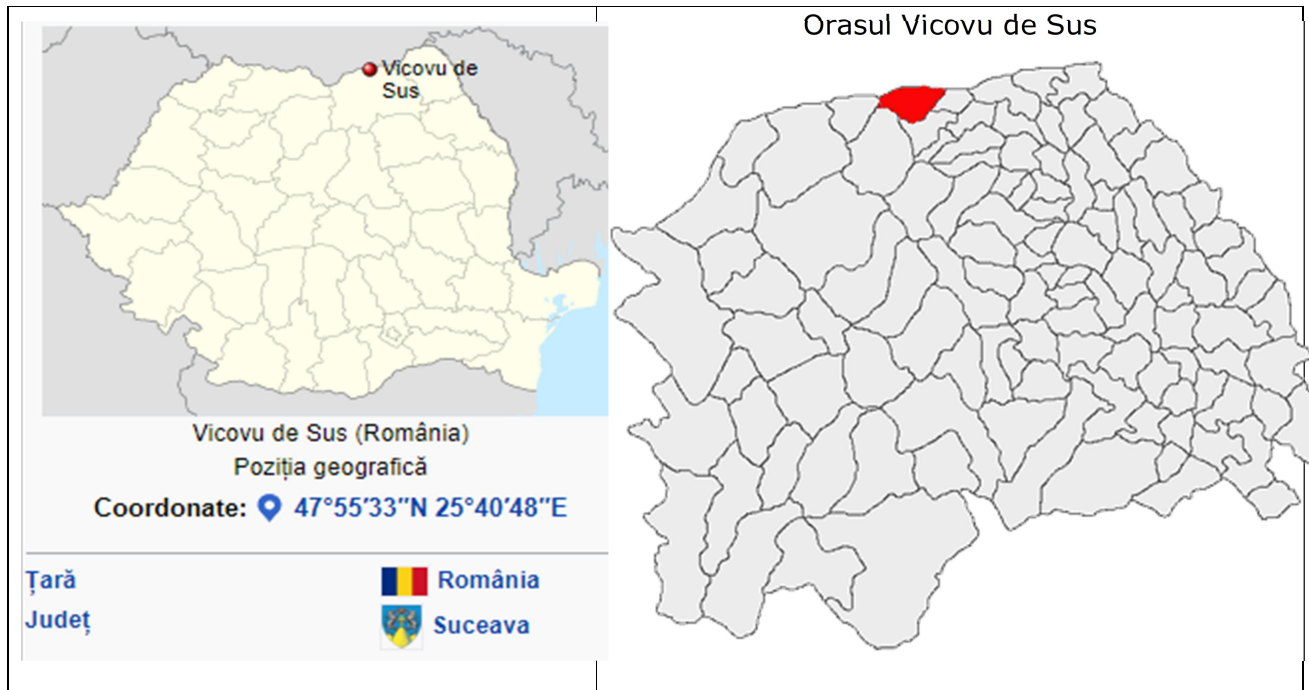 Vicovu de
Sus
Vicovu de Sus (România)
Poziția geografică
Coordonate: 47°55′33″N 25°40′48″E
Țară România
Județ Suceava
Orasul Vicovu de Sus